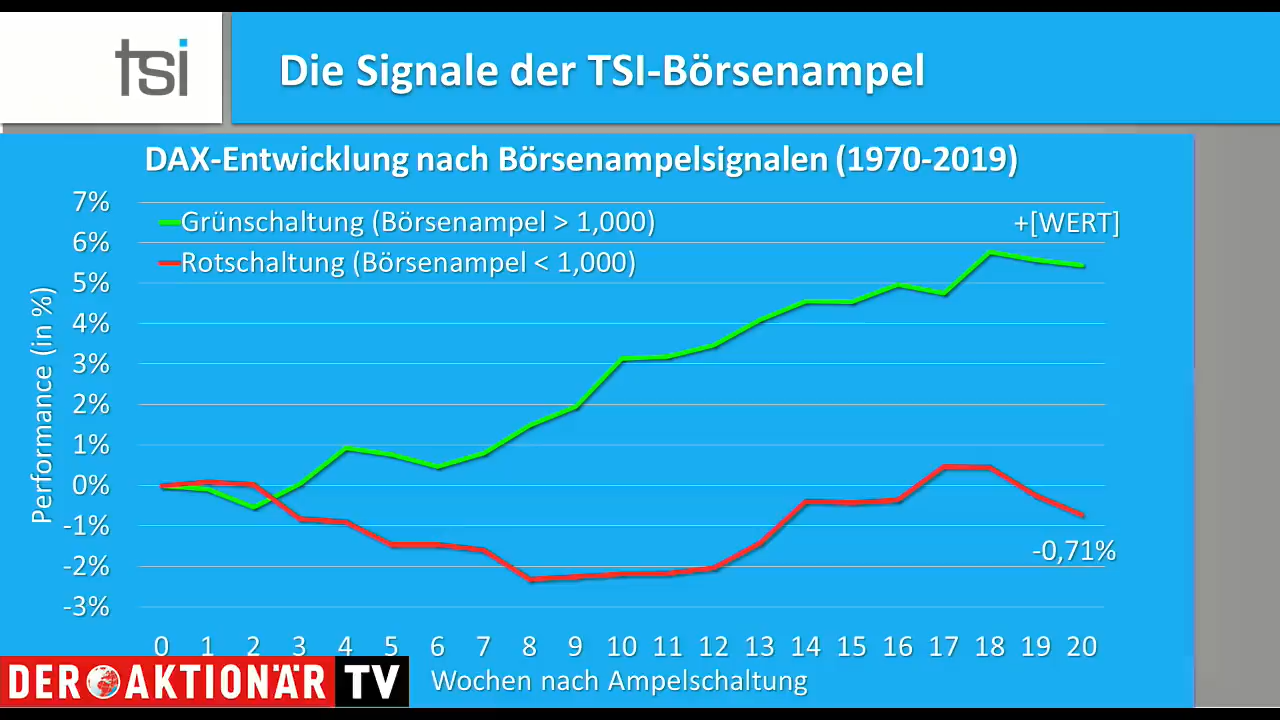 tsi
Die Signale der TSI-Börsenampel
DAX-Entwicklung nach Börsenampelsignalen (1970-2019)
7%
6%
5%
4%
3%
2%
1%
0%
-1%
-2%
-3%
Performance (in %)
Grünschaltung (Börsenampel > 1,000)
Rotschaltung (Börsenampel < 1,000)
+[WERT]
-0,71%
0 1 2 3 4 5 6 7 8 9 10 11 12 13 14 15 16 17 18 19 20
Wochen nach Ampelschaltung
DER AKTIONÄR TV